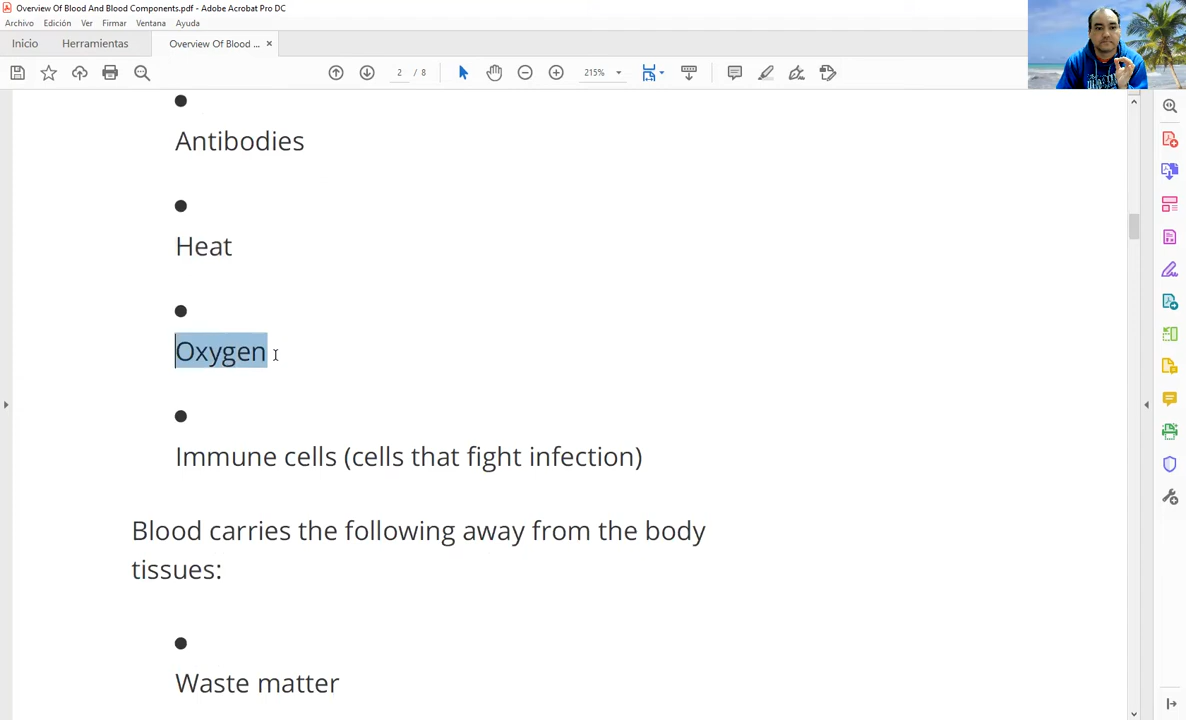 Overview Of Blood And Blood Components.pdf - Adobe Acrobat Pro DC
Archivo Edición Ver Firmar Ventana Ayuda
Inicio Herramientas Overview Of Blood ... ×
2 / 8 215%
• Antibodies
• Heat
• Oxygen
• Immune cells (cells that fight infection)
Blood carries the following away from the body
tissues:
• Waste matter